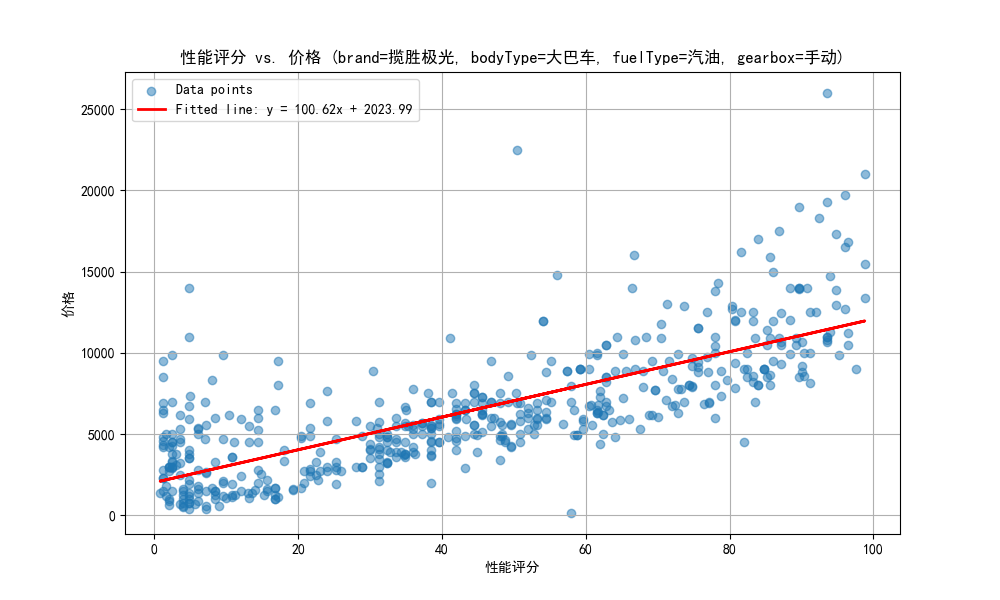 性能评分 vs. 价格 (brand=揽胜极光, bodyType=大巴车, fuelType=汽油, gearbox=手动)
Data points
Fitted line: y = 100.62x + 2023.99
25000
20000
15000
10000
5000
0
价格
0 20 40 60 80 100
性能评分